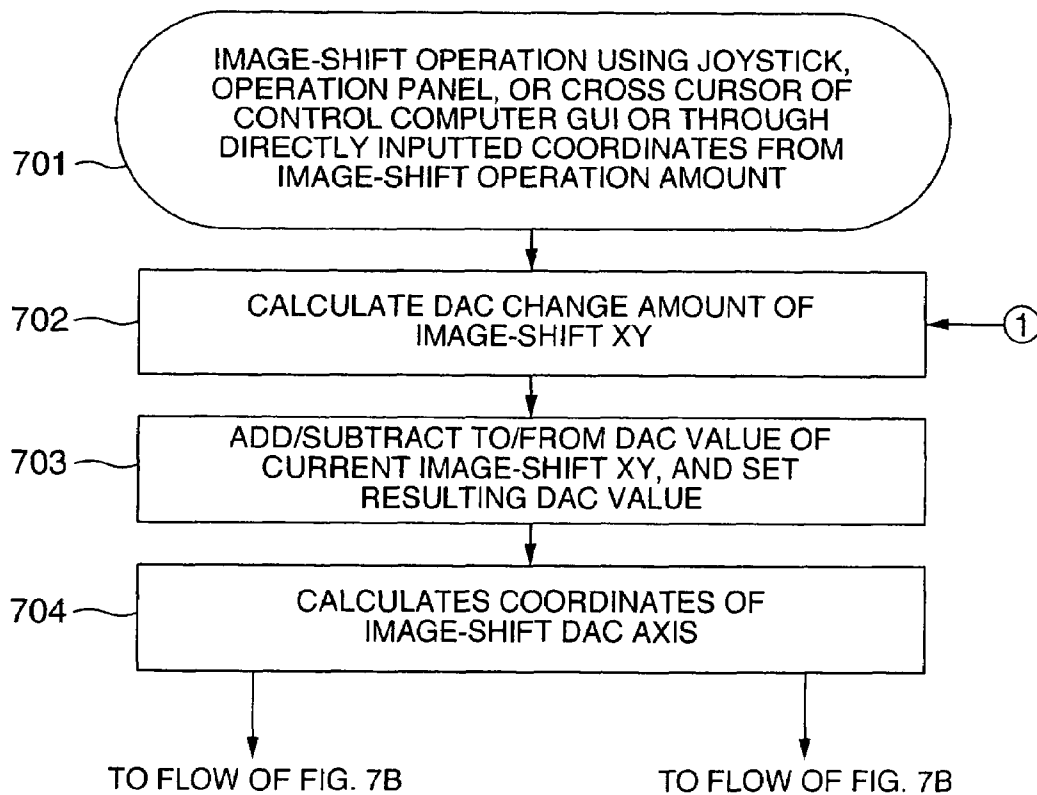 IMAGE-SHIFT OPERATION USING JOYSTICK,
OPERATION PANEL, OR CROSS CURSOR OF
CONTROL COMPUTER GUI OR THROUGH
DIRECTLY INPUTTED COORDINATES FROM
IMAGE-SHIFT OPERATION AMOUNT
701
CALCULATE DAC CHANGE AMOUNT OF
IMAGE-SHIFT XY
702
1
ADD/SUBTRACT TO/FROM DAC VALUE OF
CURRENT IMAGE-SHIFT XY, AND SET
RESULTING DAC VALUE
703
CALCULATES COORDINATES OF
IMAGE-SHIFT DAC AXIS
704
TO FLOW OF FIG. 7B
TO FLOW OF FIG. 7B